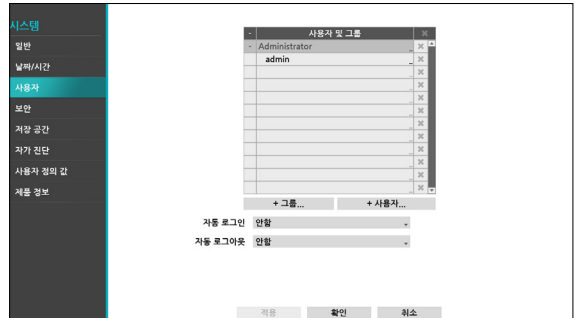 시스템
일반
날짜/시간
사용자
보안
저장 공간
자가 진단
사용자 정의 값
제품 정보
- 사용자 및 그룹
- Administrator
admin
+ 그룹... + 사용자...
자동 로그인 안함
자동 로그아웃 안함
적용 확인 취소